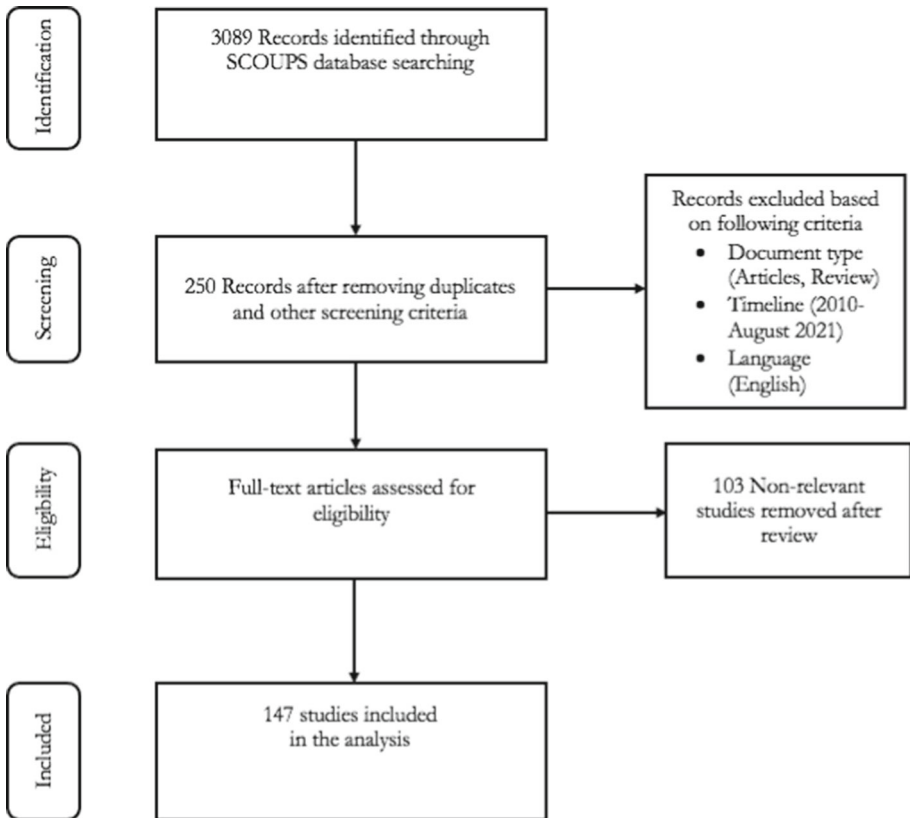 Identification
3089 Records identified through
SCOUPS database searching
Screening
250 Records after removing duplicates
and other screening criteria
Records excluded based
on following criteria
• Document type
(Articles, Review)
• Timeline (2010-
August 2021)
• Language
(English)
Eligibility
Full-text articles assessed for
eligibility
103 Non-relevant
studies removed after
review
Included
147 studies included
in the analysis